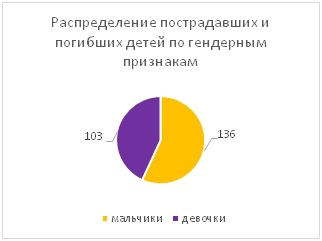 Распределение пострадавших и
погибших детей по гендерным
признакам
103
136
мальчики девочки